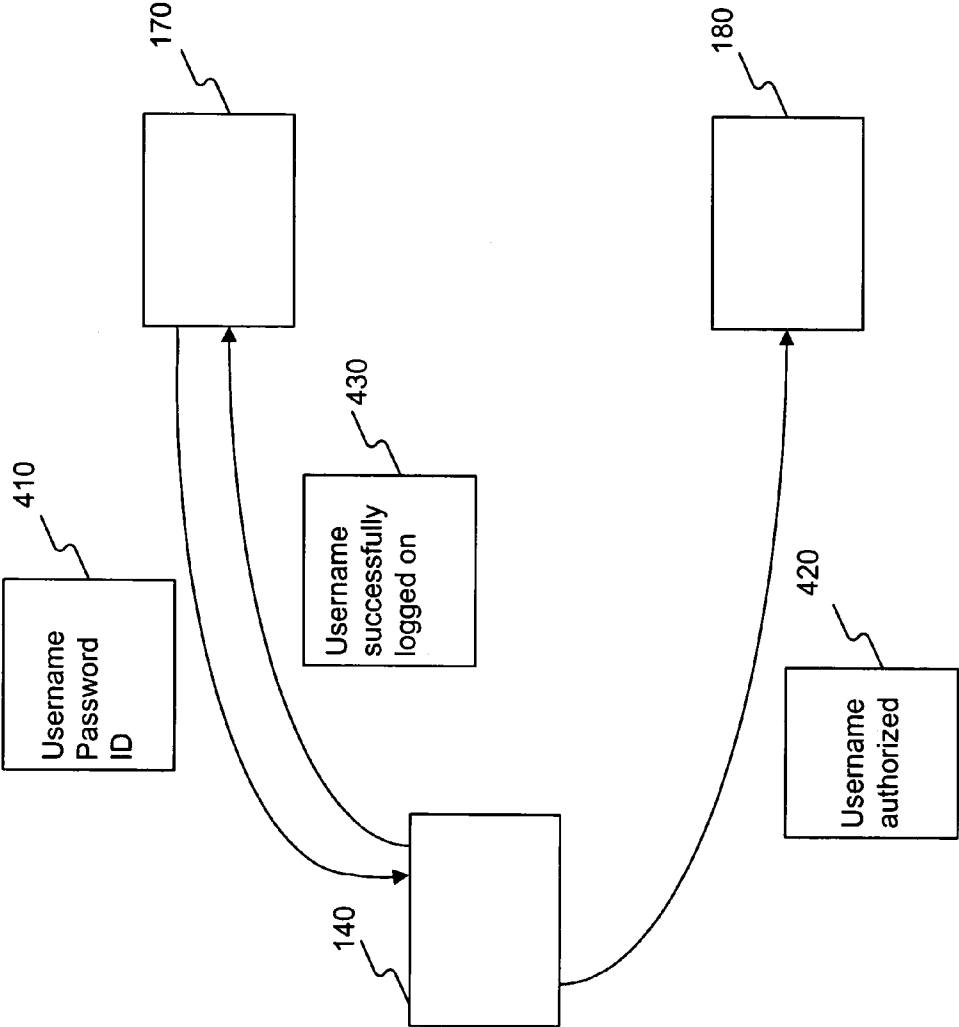 140
410
Username
Password
ID
170
430
Username
successfully
logged on
420
Username
authorized
180